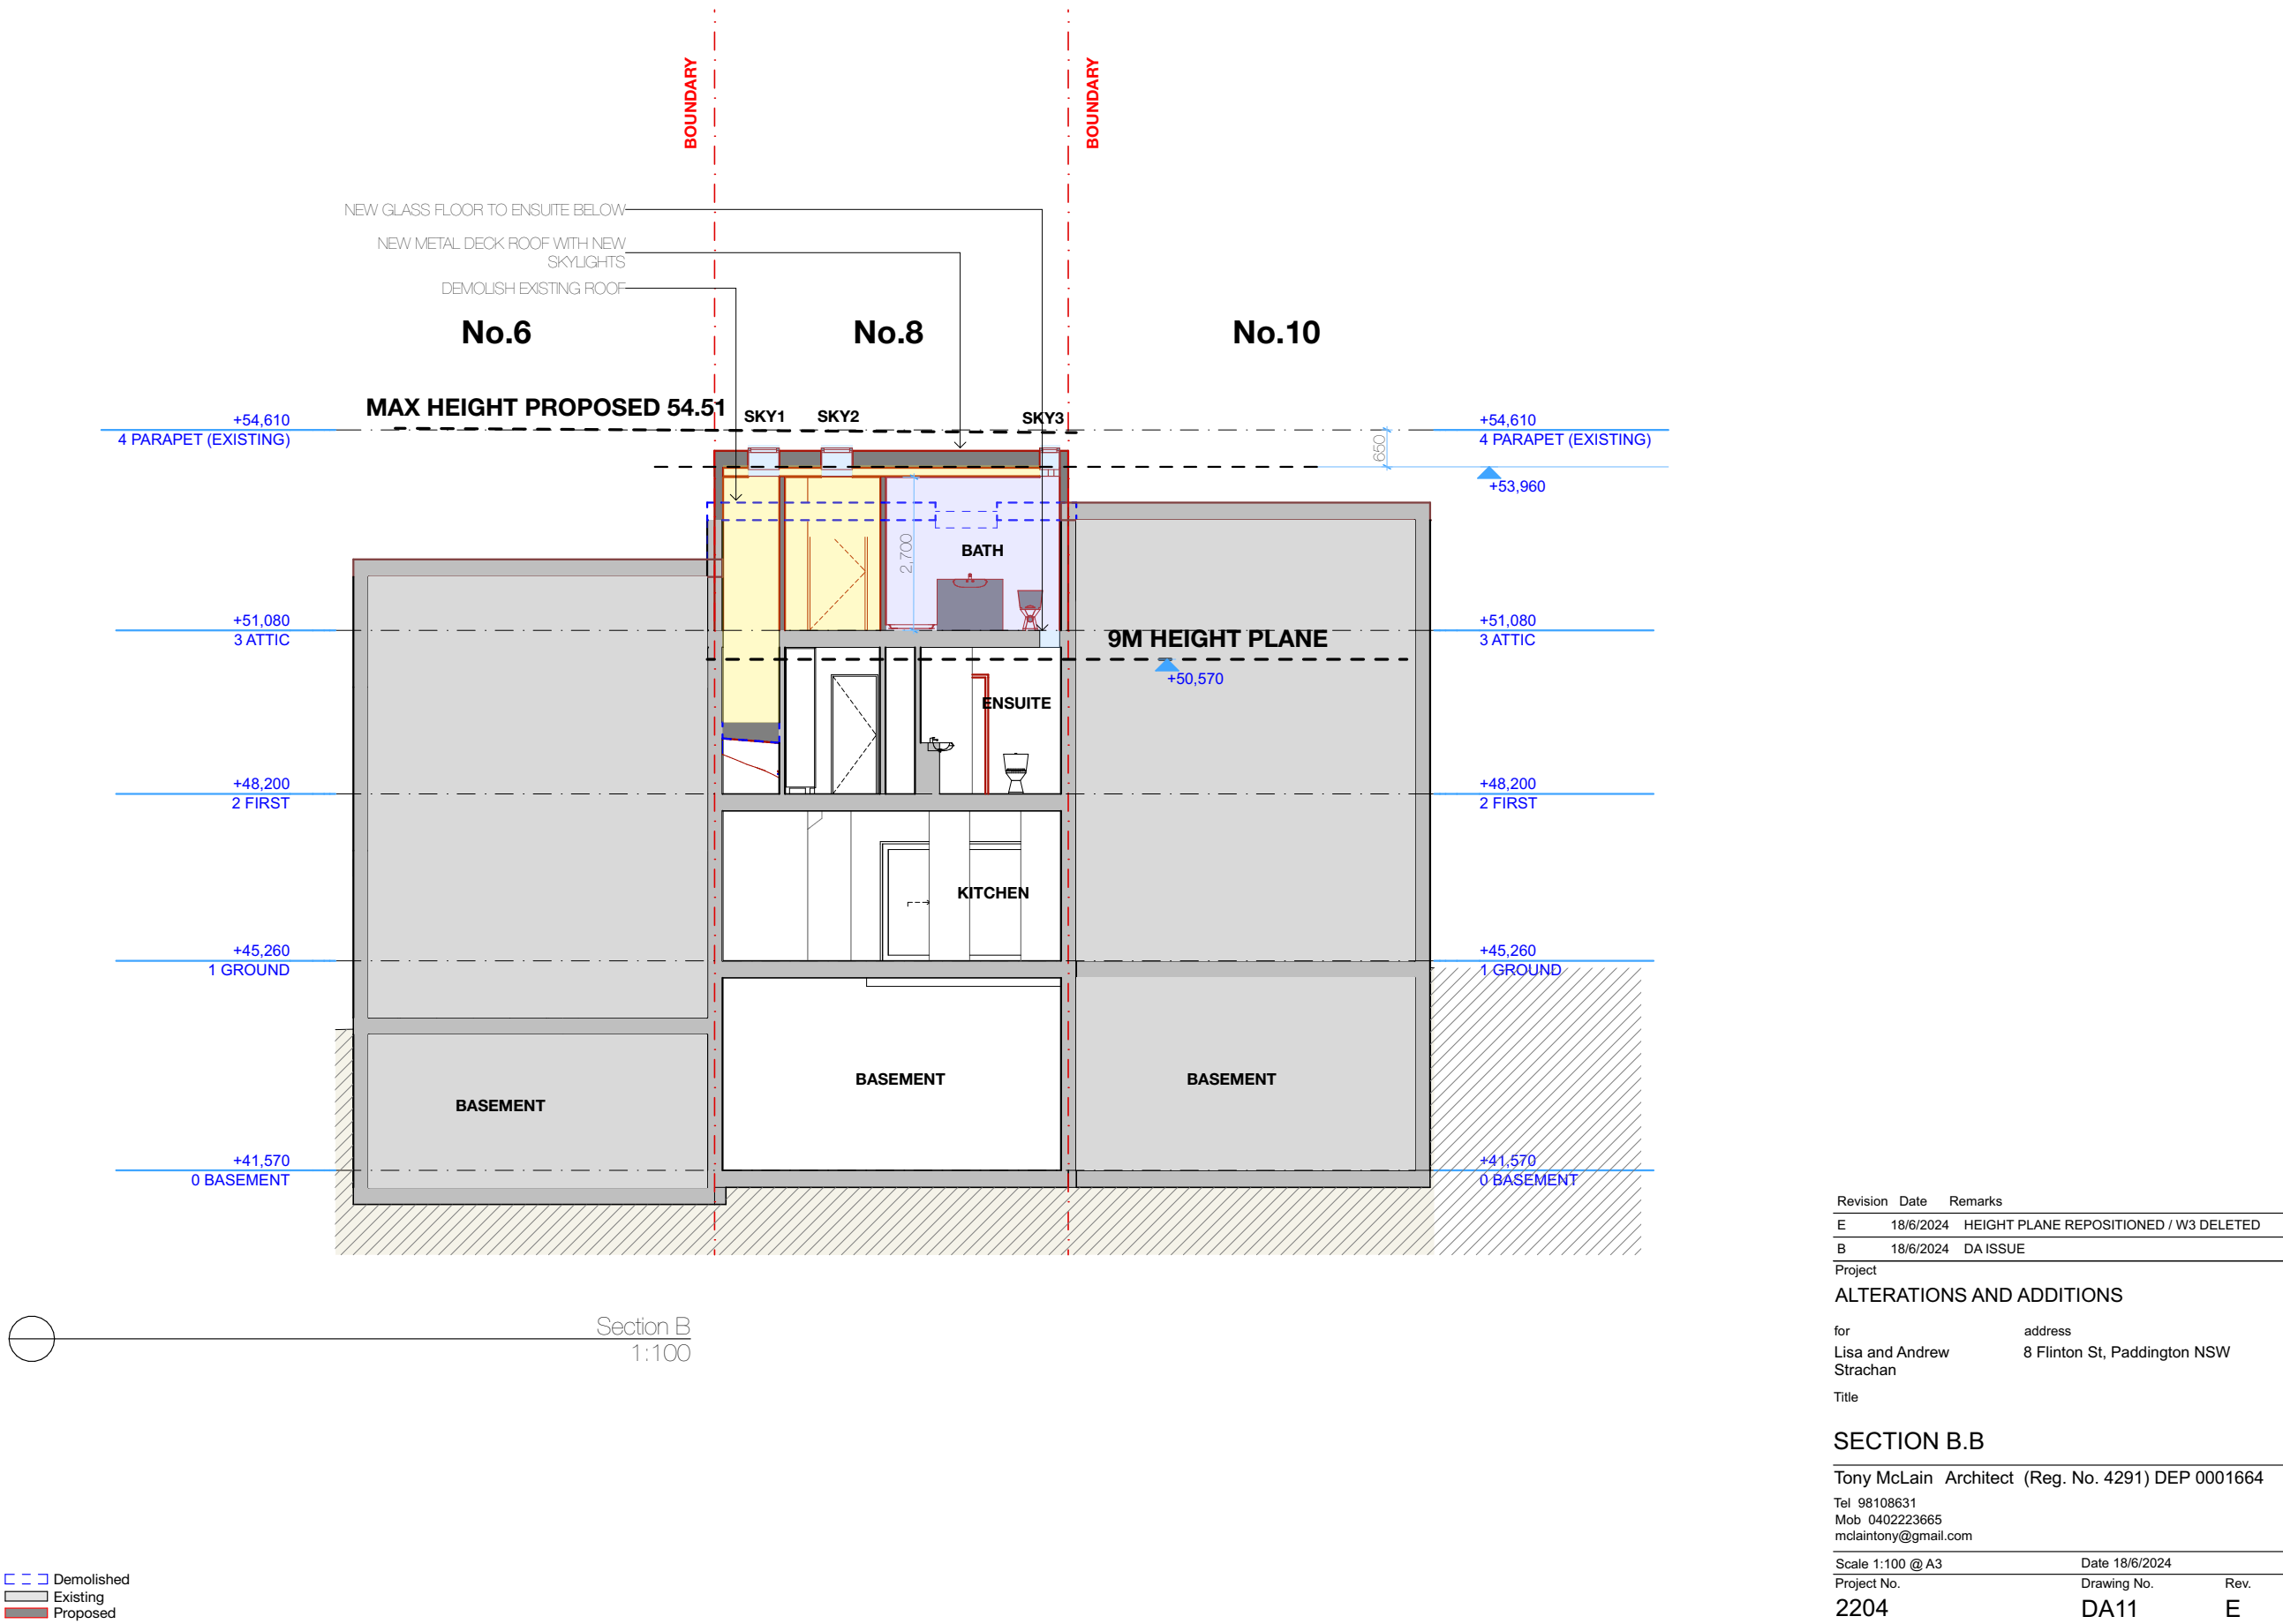 BOUNDARY
BOUNDARY
NEW GLASS FLOOR TO ENSUITE BELOW
NEW METAL DECK ROOF WITH NEW
SKYLIGHTS
DEMOLISH EXISTING ROOF
No.6
No.8
No.10
MAX HEIGHT PROPOSED 54.51
SKY1
SKY2
SKY3
+54,610
4 PARAPET (EXISTING)
+54,610
4 PARAPET (EXISTING)
650
+53,960
2,700
BATH
+51,080
3 ATTIC
9M HEIGHT PLANE
+51,080
3 ATTIC
+50,570
ENSUITE
+48,200
2 FIRST
+48,200
2 FIRST
KITCHEN
+45,260
1 GROUND
+45,260
1 GROUND
BASEMENT
BASEMENT
BASEMENT
+41,570
0 BASEMENT
+41,570
0 BASEMENT
Section B
1:100
Demolished
Existing
Proposed
Revision Date Remarks
E 18/6/2024 HEIGHT PLANE REPOSITIONED / W3 DELETED
B 18/6/2024 DA ISSUE
Project
ALTERATIONS AND ADDITIONS
for address
Lisa and Andrew 8 Flinton St, Paddington NSW
Strachan
Title
SECTION B.B
Tony McLain Architect (Reg. No. 4291) DEP 0001664
Tel 98108631
Mob 0402223665
mclaintony@gmail.com
Scale 1:100 @ A3 Date 18/6/2024
Project No. Drawing No. Rev.
2204 DA11 E